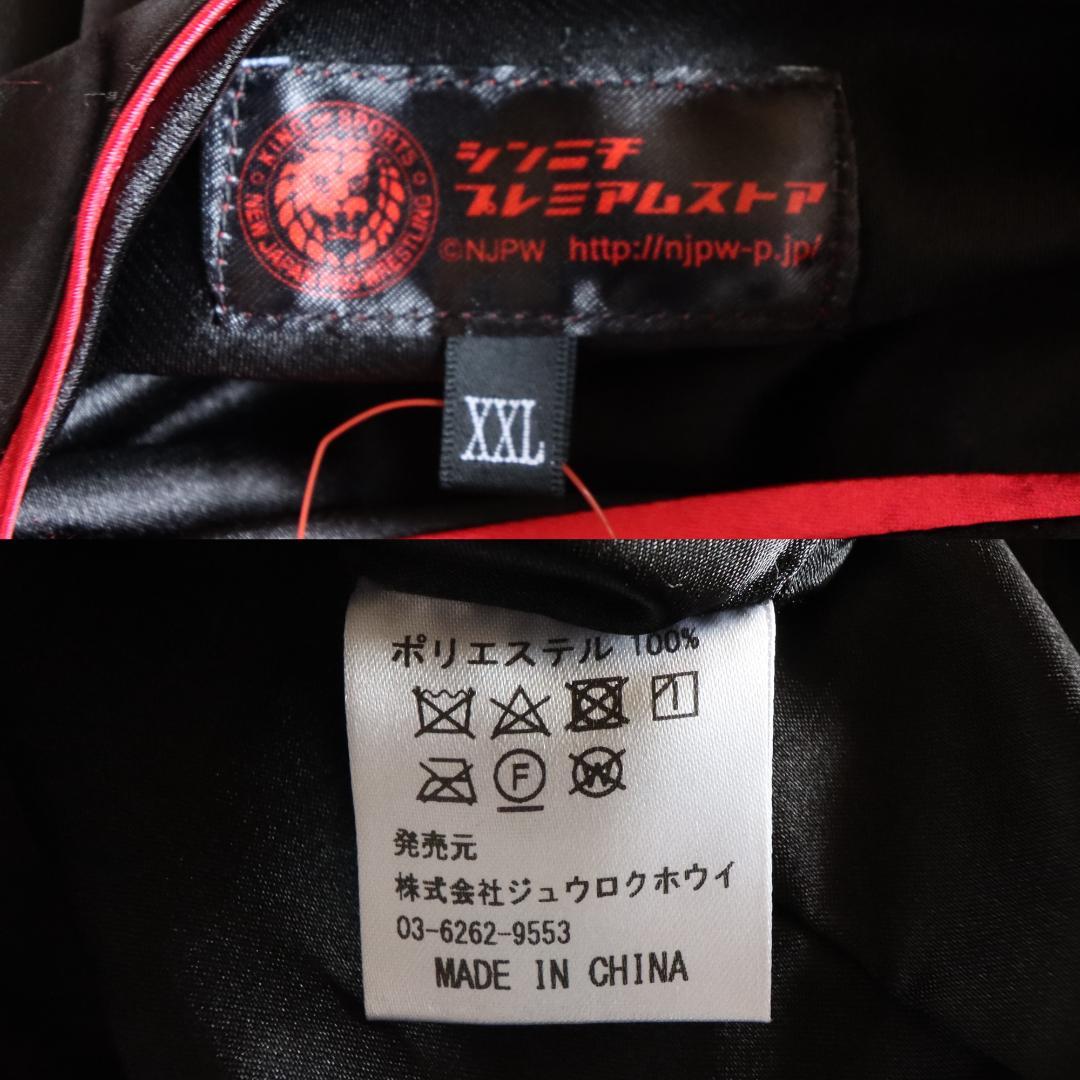 KING OF SPORTS
NEW JAPAN PRO WRESTLING
シンニチ
プレミアムストア
©NJPW http://njpw-p.jp/
XXL
ポリエステル 100%
F
W
発売元
株式会社ジュウロクホウイ
03-6262-9553
MADE IN CHINA